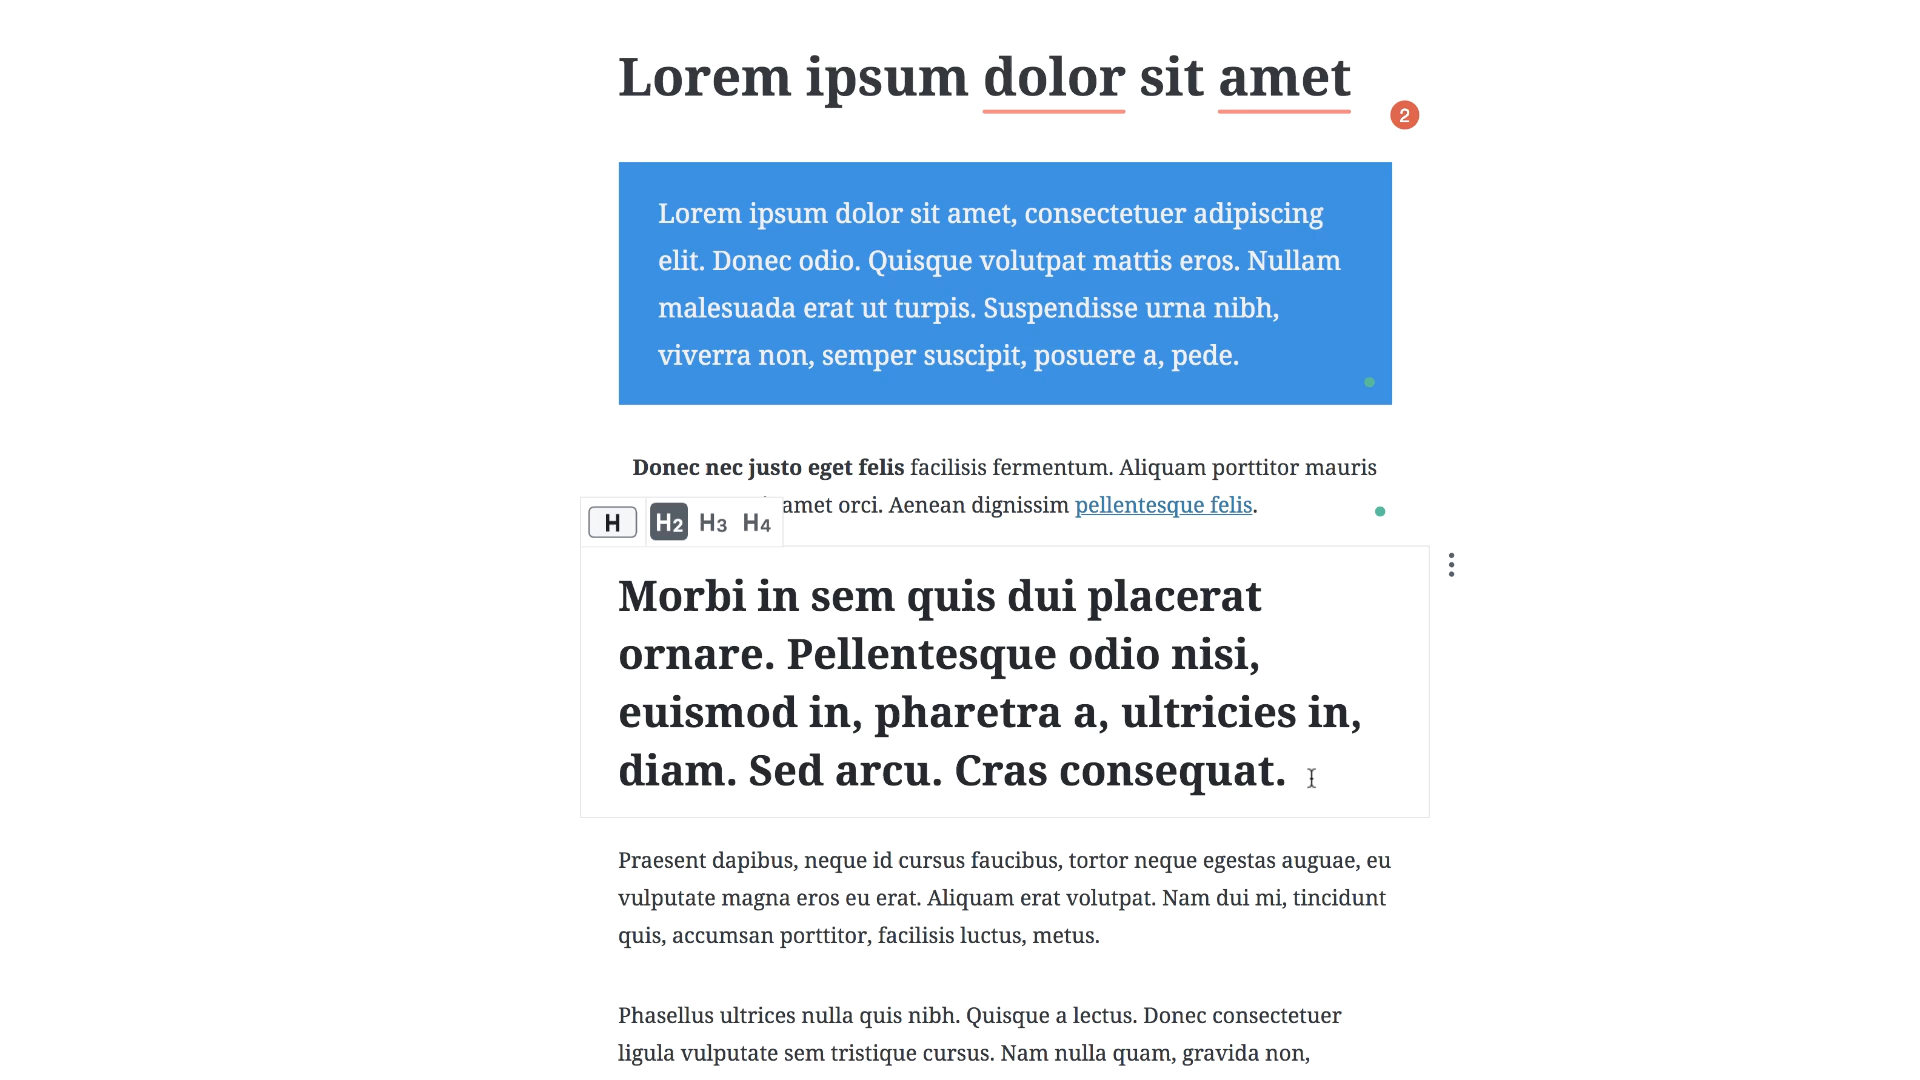 Lorem ipsum dolor sit amet
2
Lorem ipsum dolor sit amet, consectetuer adipiscing
elit. Donec odio. Quisque volutpat mattis eros. Nullam
malesuada erat ut turpis. Suspendisse urna nibh,
viverra non, semper suscipit, posuere a, pede.
Donec nec justo eget felis facilisis fermentum. Aliquam porttitor mauris
amet orci. Aenean dignissim pellentesque felis.
H H2 H3 H4
Morbi in sem quis dui placerat
ornare. Pellentesque odio nisi,
euismod in, pharetra a, ultricies in,
diam. Sed arcu. Cras consequat.
Praesent dapibus, neque id cursus faucibus, tortor neque egestas auguae, eu
vulputate magna eros eu erat. Aliquam erat volutpat. Nam dui mi, tincidunt
quis, accumsan porttitor, facilisis luctus, metus.
Phasellus ultrices nulla quis nibh. Quisque a lectus. Donec consectetuer
ligula vulputate sem tristique cursus. Nam nulla quam, gravida non,